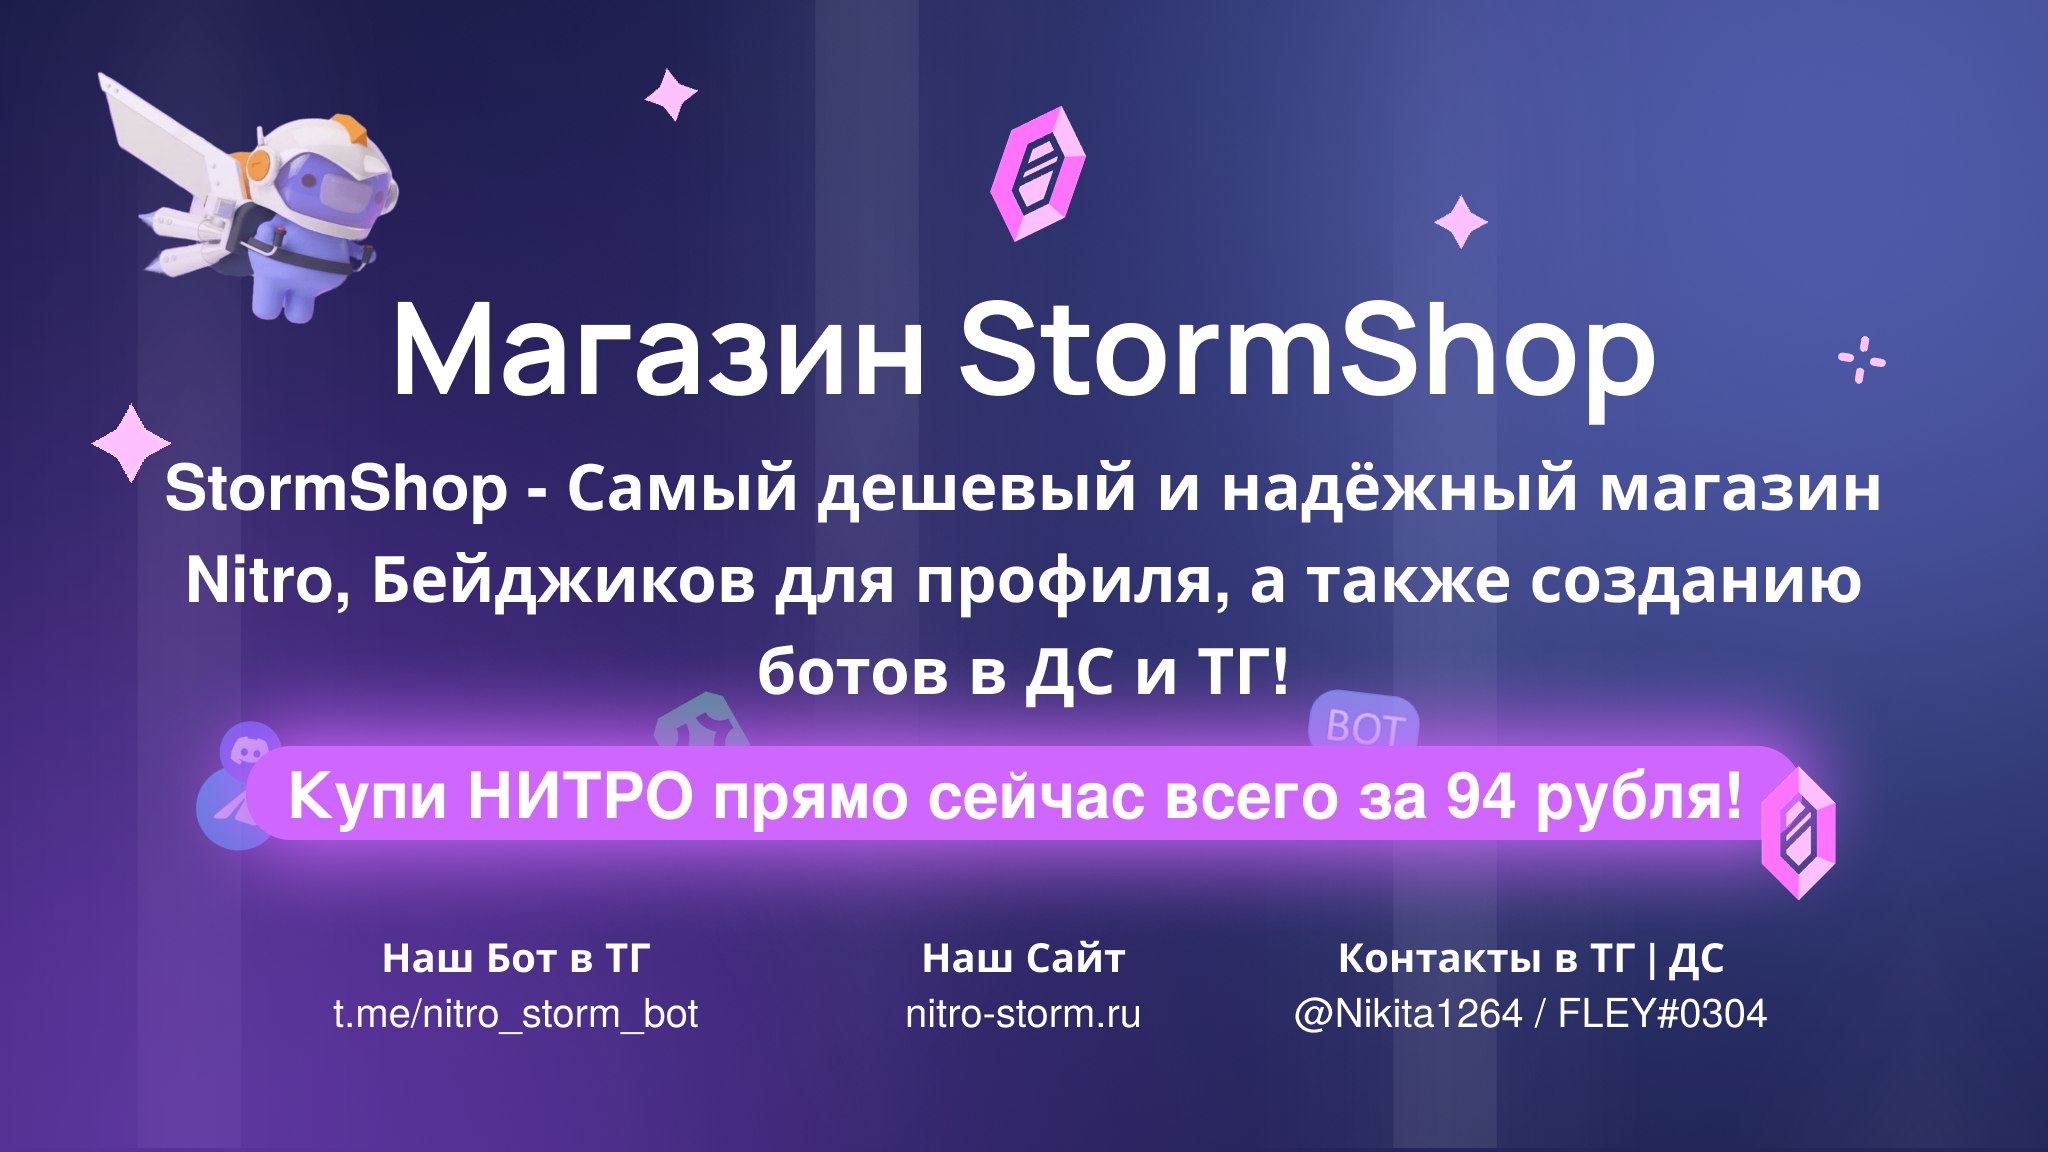 Магазин StormShop
StormShop - Самый дешевый и надёжный магазин
Nitro, Бейджиков для профиля, а также созданию
ботов в ДС и ТГ!
BOT
Купи НИТРО прямо сейчас всего за 94 рубля!
Наш Бот в ТГ
t.me/nitro_storm_bot
Наш Сайт
nitro-storm.ru
Контакты в ТГ | ДС
@Nikita1264 / FLEY#0304